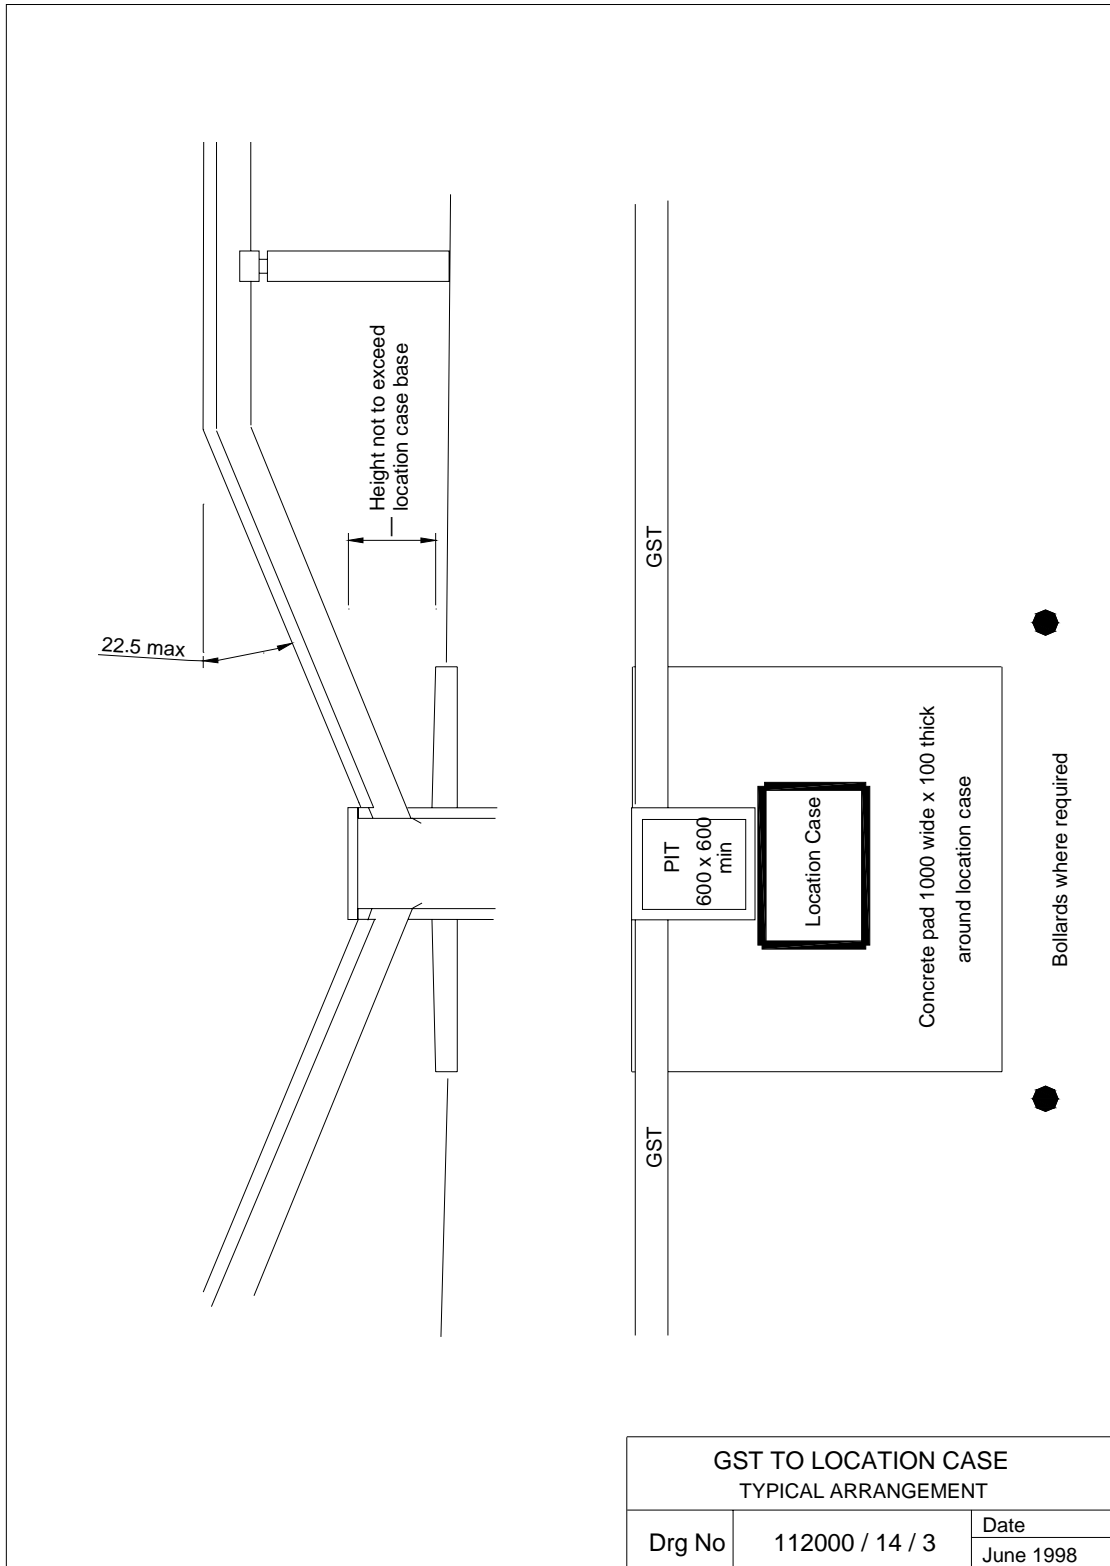 22.5 max
Height not to exceed
location case base
GST
PIT
600 x 600
min
Location Case
Concrete pad 1000 wide x 100 thick
around location case
Bollards where required
GST
GST TO LOCATION CASE
TYPICAL ARRANGEMENT
Drg No
112000 / 14 / 3
Date
June 1998